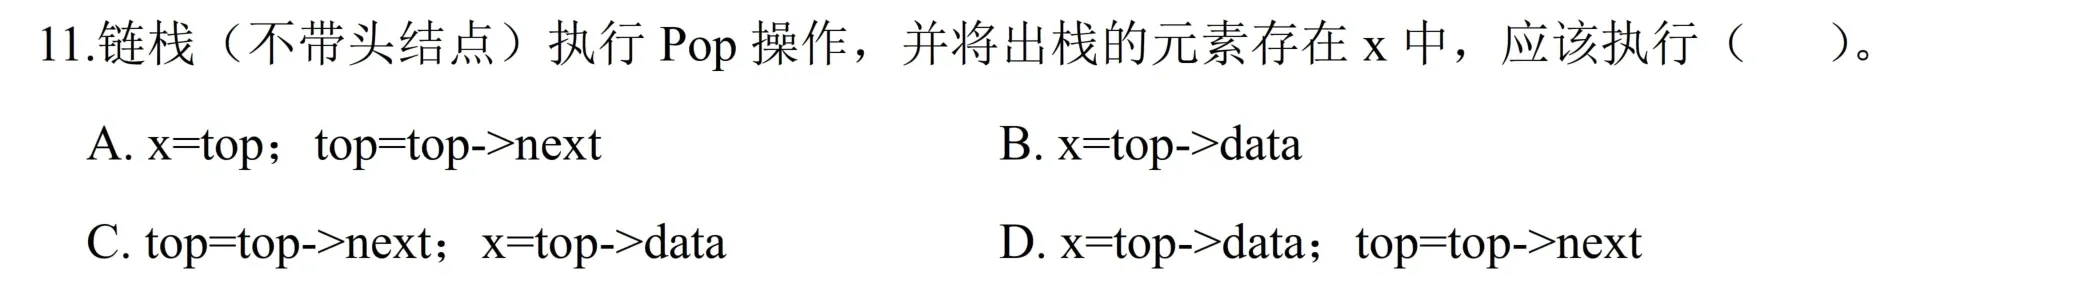 11.链栈（不带头结点）执行 Pop 操作，并将出栈的元素存在 x 中，应该执行（　　）。
A. x=top；top=top->next　　B. x=top->data
C. top=top->next；x=top->data　　D. x=top->data；top=top->next